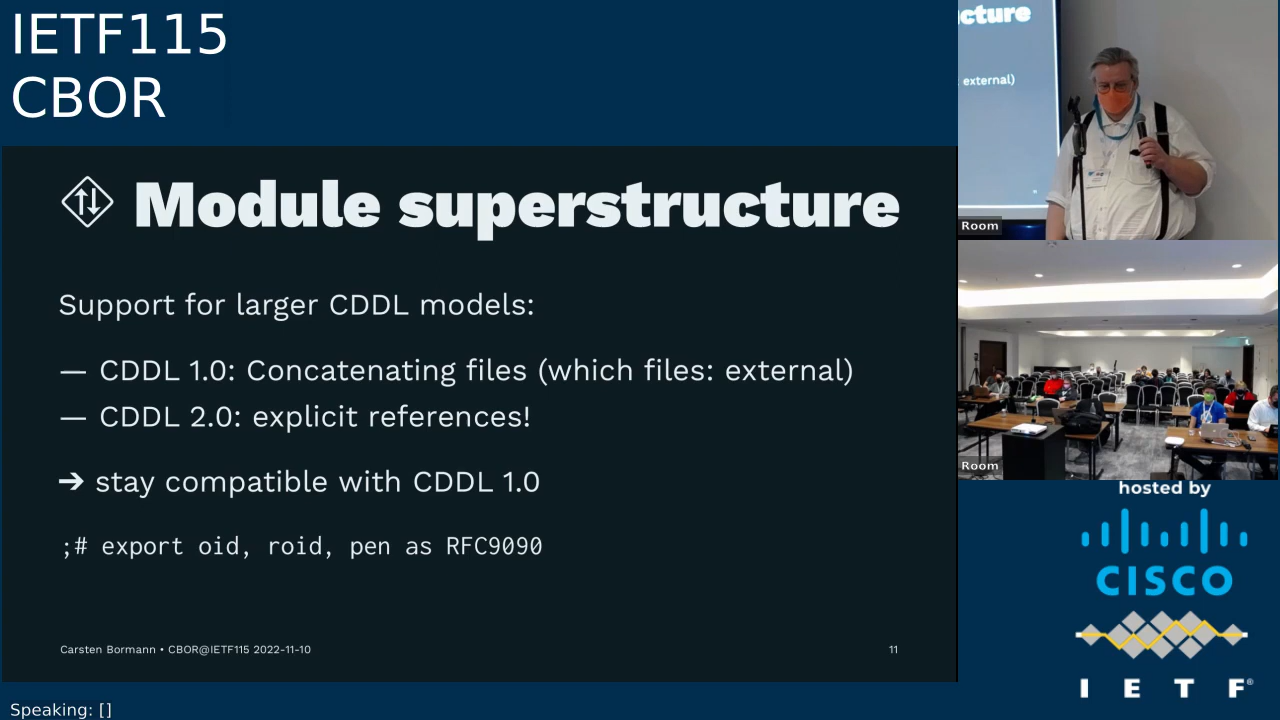 IETF115
CBOR
Module superstructure
Support for larger CDDL models:
— CDDL 1.0: Concatenating files (which files: external)
— CDDL 2.0: explicit references!
➔ stay compatible with CDDL 1.0
;# export oid, roid, pen as RFC9090
Carsten Bormann • CBOR@IETF115 2022-11-10
11
Speaking: []
cture
external)
Room
Room
hosted by
CISCO
I E T F®